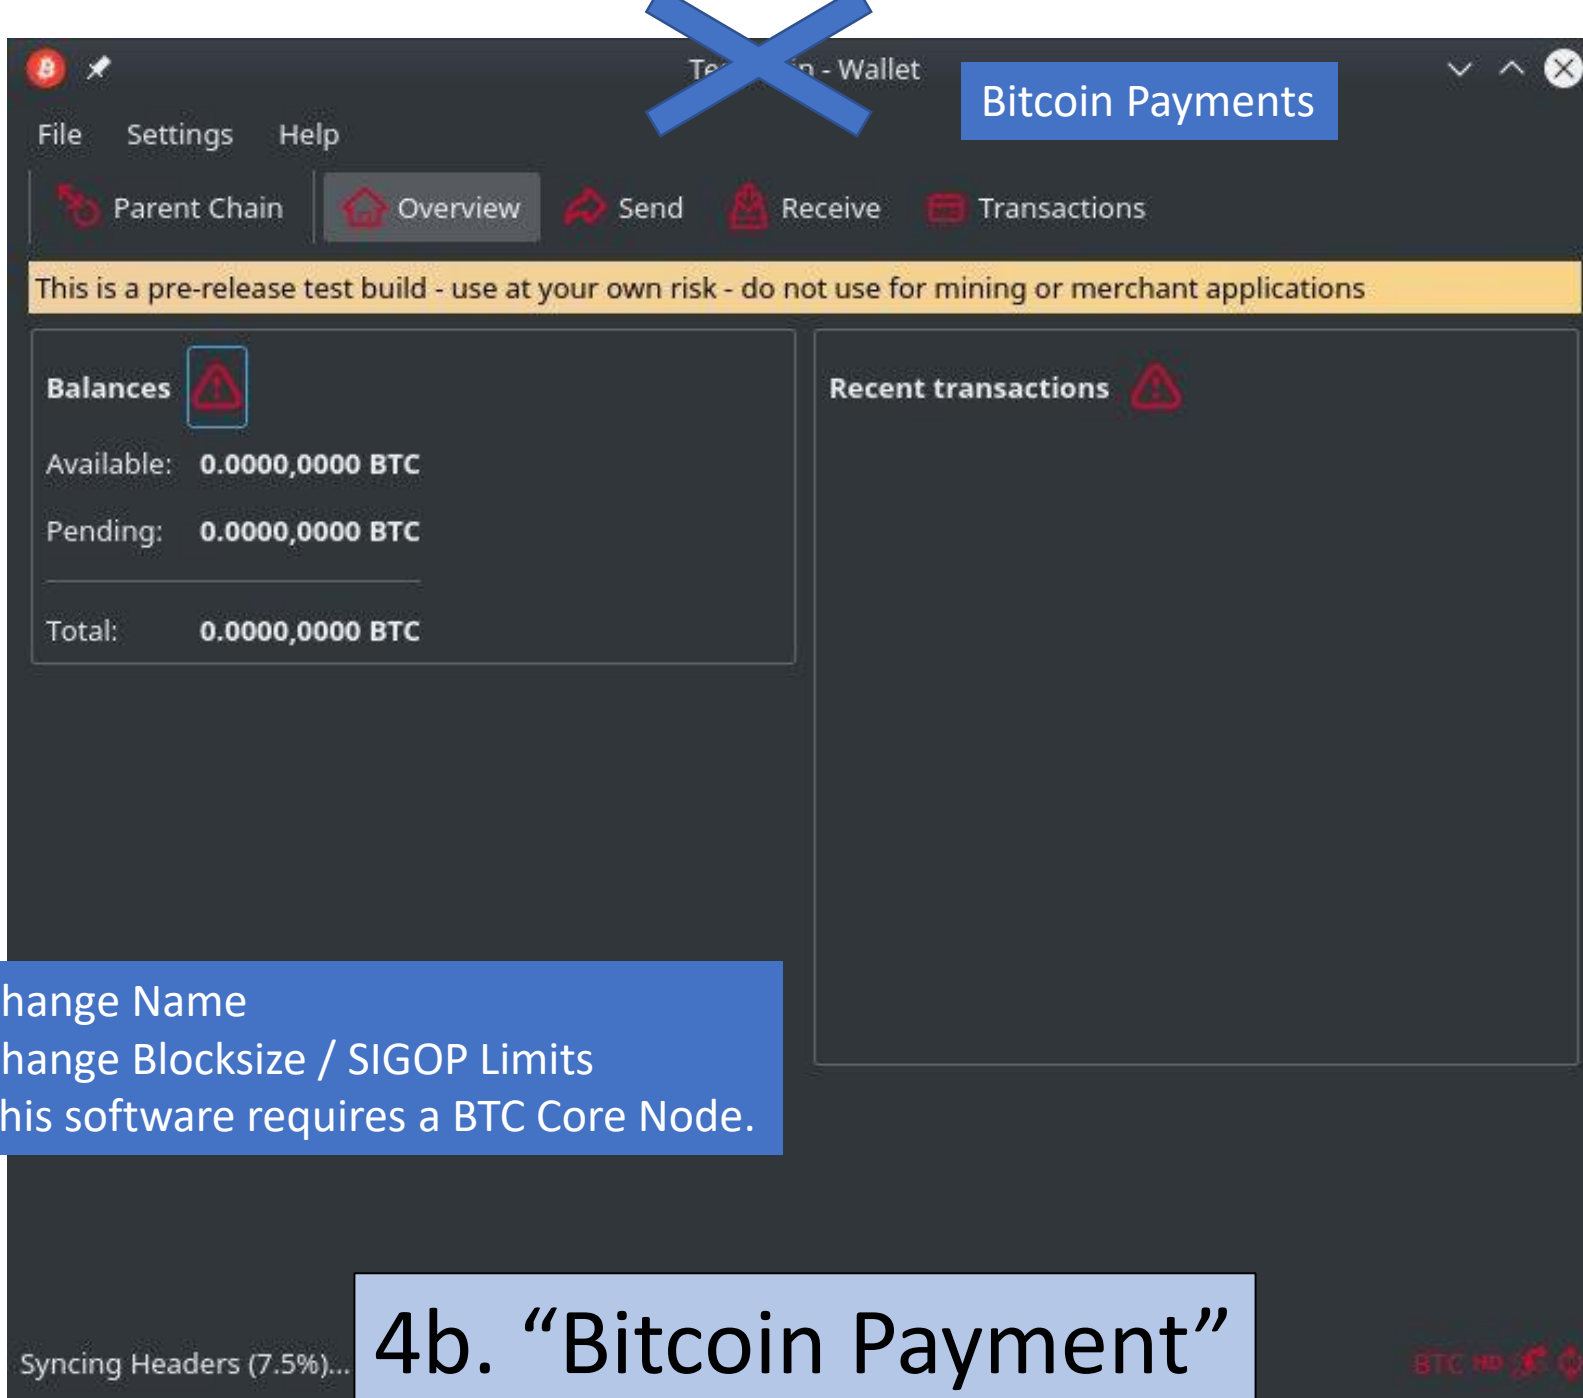 - Wallet
Bitcoin Payments
File Settings Help
Parent Chain Overview Send Receive Transactions
This is a pre-release test build - use at your own risk - do not use for mining or merchant applications
Balances
Available: 0.0000,0000 BTC
Pending: 0.0000,0000 BTC
Total: 0.0000,0000 BTC
Recent transactions
hange Name
hange Blocksize / SIGOP Limits
his software requires a BTC Core Node.
4b. “Bitcoin Payment”
Syncing Headers (7.5%)...
BTC HD